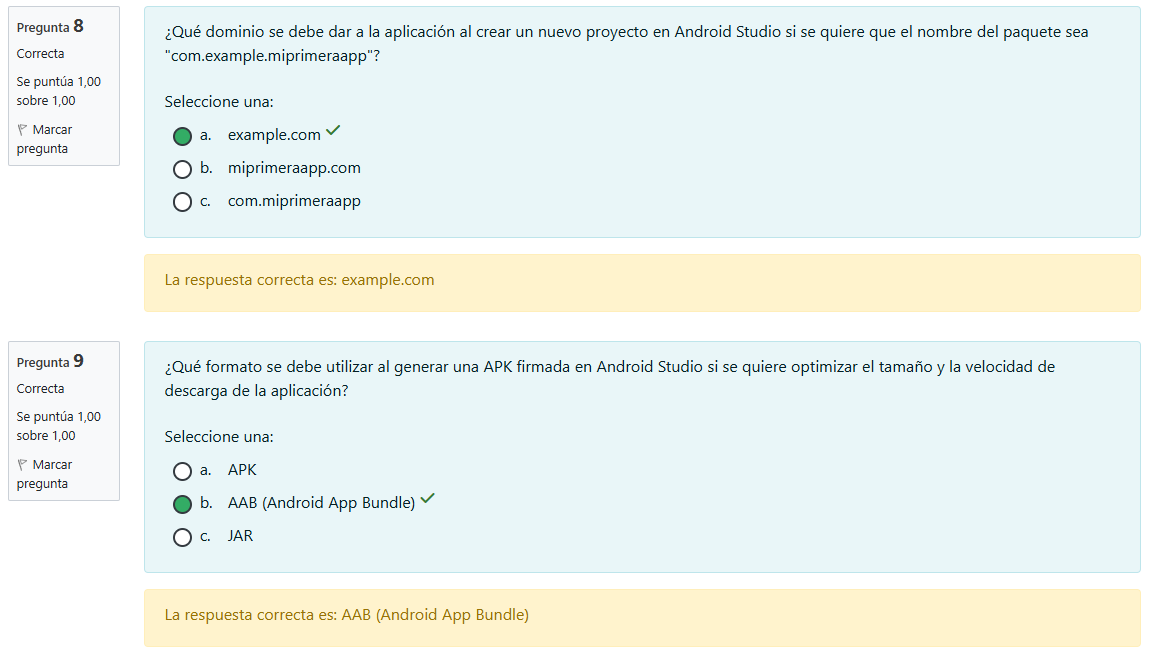 Pregunta 8
Correcta
Se puntúa 1,00
sobre 1,00
Marcar
pregunta
¿Qué dominio se debe dar a la aplicación al crear un nuevo proyecto en Android Studio si se quiere que el nombre del paquete sea
"com.example.miprimeraapp"?
Seleccione una:
a. example.com
b. miprimeraapp.com
c. com.miprimeraapp
La respuesta correcta es: example.com
Pregunta 9
Correcta
Se puntúa 1,00
sobre 1,00
Marcar
pregunta
¿Qué formato se debe utilizar al generar una APK firmada en Android Studio si se quiere optimizar el tamaño y la velocidad de
descarga de la aplicación?
Seleccione una:
a. APK
b. AAB (Android App Bundle)
c. JAR
La respuesta correcta es: AAB (Android App Bundle)